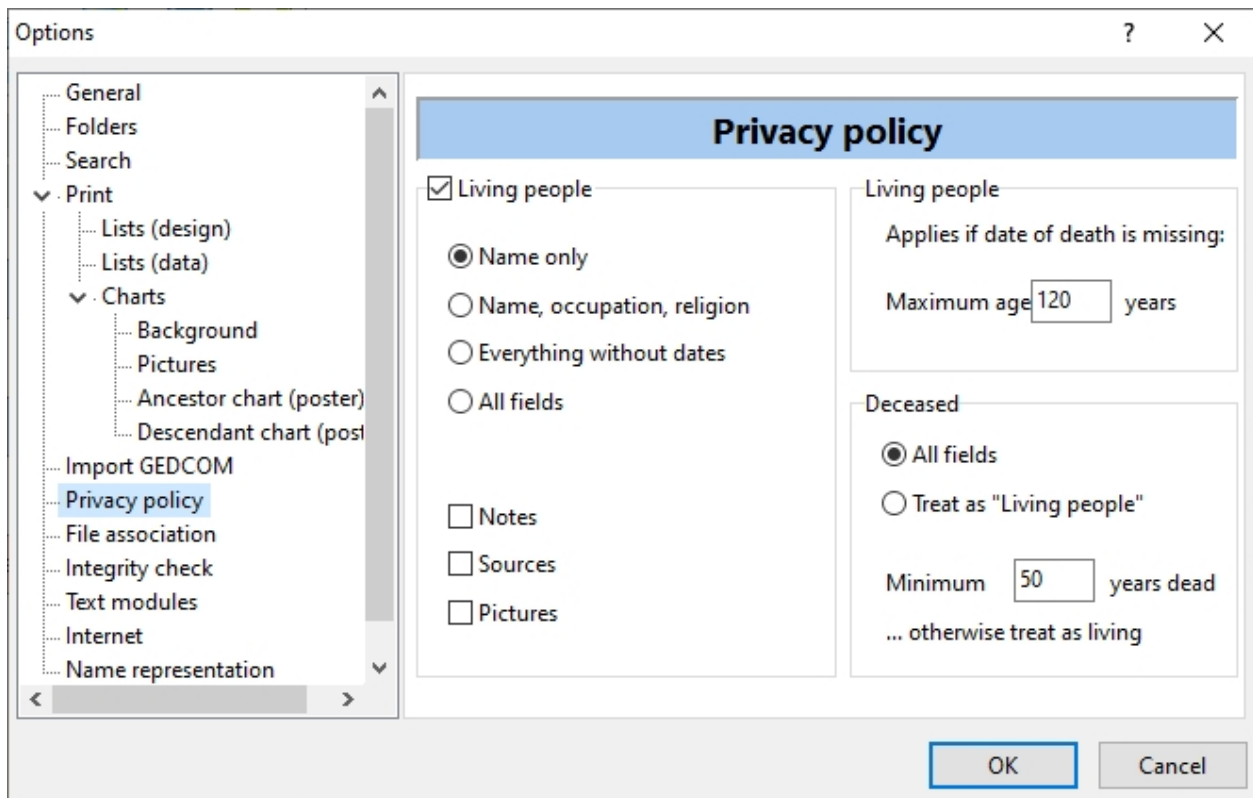 Options
?
General
Folders
Search
Print
Lists (design)
Lists (data)
Charts
Background
Pictures
Ancestor chart (poster)
Descendant chart (post
Import GEDCOM
Privacy policy
File association
Integrity check
Text modules
Internet
Name representation
Privacy policy
Living people
Name only
Name, occupation, religion
Everything without dates
All fields
Notes
Sources
Pictures
Living people
Applies if date of death is missing:
Maximum age 120 years
Deceased
All fields
Treat as "Living people"
Minimum 50 years dead
... otherwise treat as living
OK Cancel